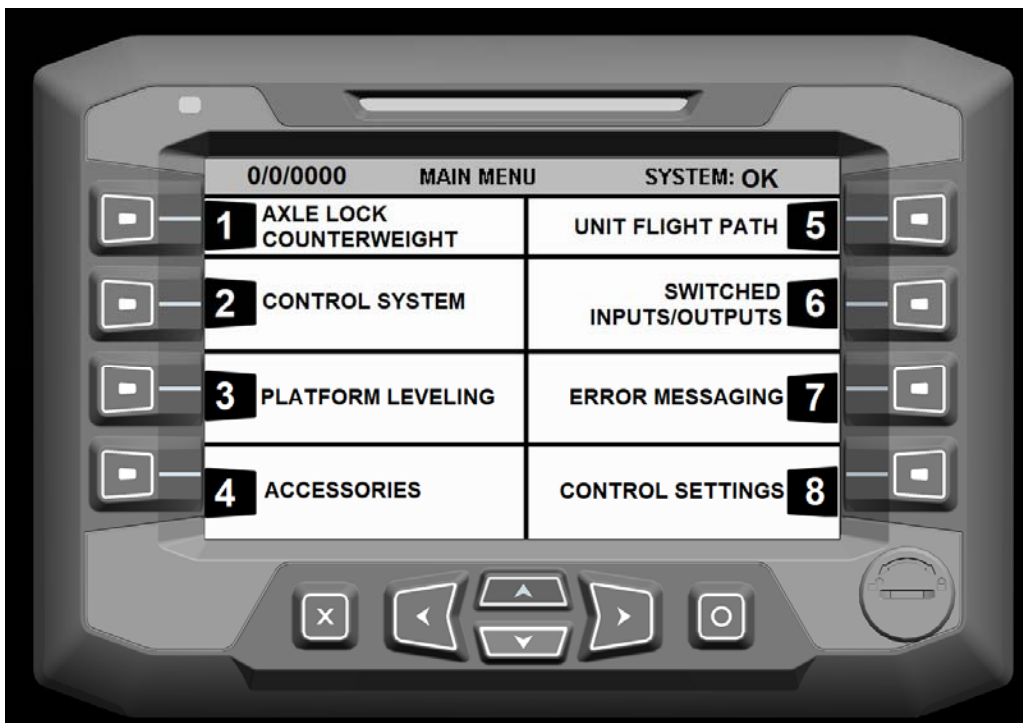 0/0/0000 MAIN MENU SYSTEM: OK
1 AXLE LOCK
COUNTERWEIGHT
2 CONTROL SYSTEM
3 PLATFORM LEVELING
4 ACCESSORIES
UNIT FLIGHT PATH 5
SWITCHED
INPUTS/OUTPUTS 6
ERROR MESSAGING 7
CONTROL SETTINGS 8
X
O